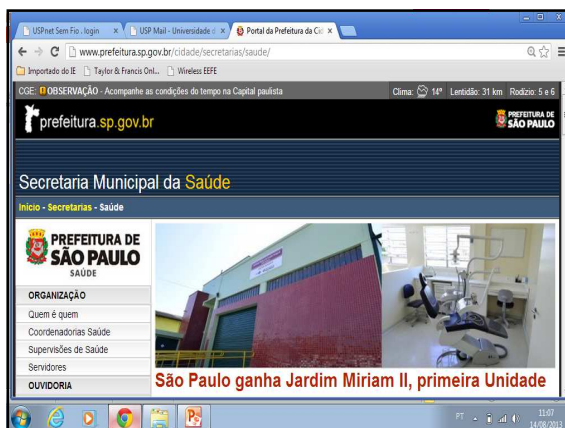 USPnet Sem Fio . login
USP Mail - Universidade d
Portal da Prefeitura da Cid
www.prefeitura.sp.gov.br/cidade/secretarias/saude/
Importado do IE
Taylor & Francis Onl...
Wireless EEFE
CGE: OBSERVAÇÃO - Acompanhe as condições do tempo na Capital paulista
Clima: 14º
Lentidão: 31 km
Rodízio: 5 e 6
prefeitura.sp.gov.br
PREFEITURA DE
SÃO PAULO
Secretaria Municipal da Saúde
Início - Secretarias - Saúde
PREFEITURA DE
SÃO PAULO
SAÚDE
ORGANIZAÇÃO
Quem é quem
Coordenadorias Saúde
Supervisões de Saúde
Servidores
OUVIDORIA
São Paulo ganha Jardim Miriam II, primeira Unidade
PT
11:07
14/08/2013